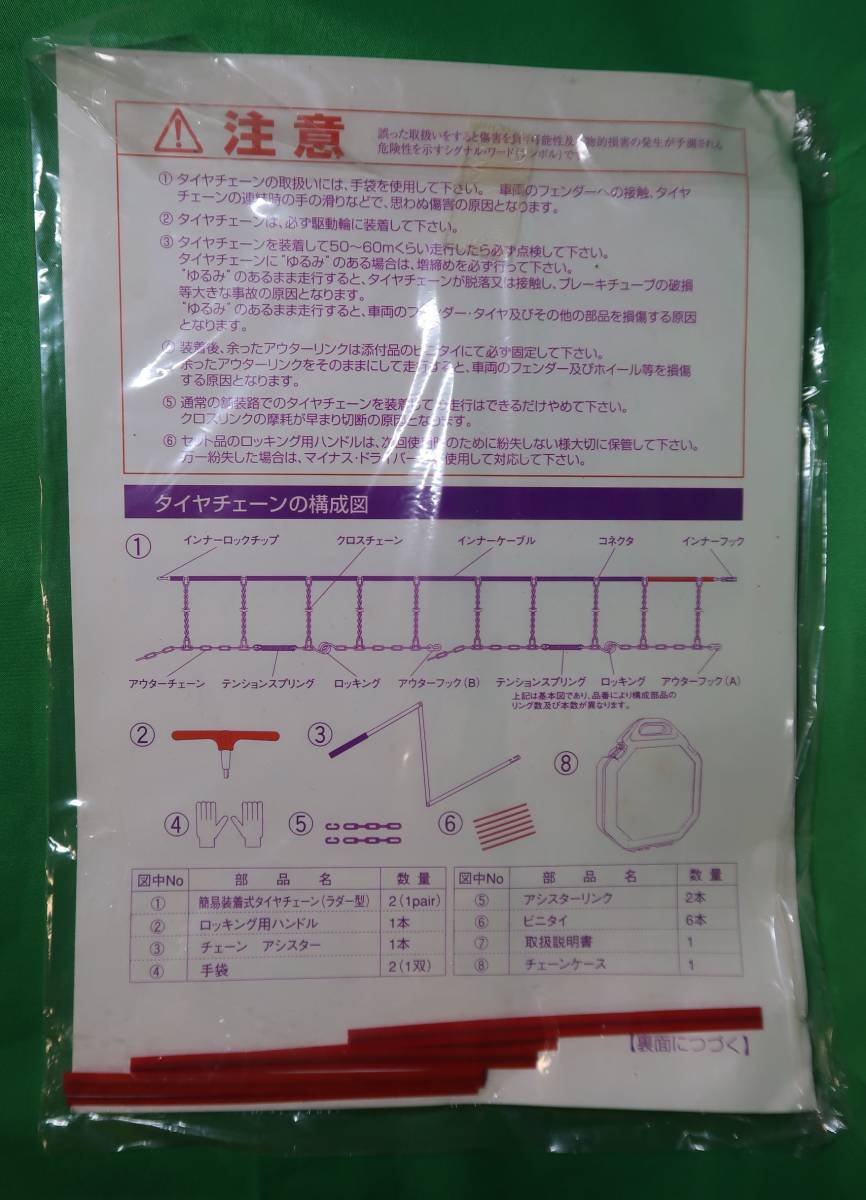 注意
誤った取扱いをすると傷害を負う可能性及び物的損害の発生が予測される
危険性を示すシグナル・ワード(シンボル)で
① タイヤチェーンの取扱いには、手袋を使用して下さい。 車両のフェンダーへの接触、タイヤ
チェーンの連結時の手の滑りなどで、思わぬ傷害の原因となります。
② タイヤチェーンは、必ず駆動輪に装着して下さい。
③ タイヤチェーンを装着して50〜60mくらい走行したら必ず点検して下さい。
タイヤチェーンに"ゆるみ"のある場合は、増締めを必ず行って下さい。
"ゆるみ"のあるまま走行すると、タイヤチェーンが脱落又は接触し、ブレーキチューブの破損
等大きな事故の原因となります。
"ゆるみ"のあるまま走行すると、車両のフェンダー・タイヤ及びその他の部品を損傷する原因
となります。
④ 装着後、余ったアウターリンクは添付品のビニタイにて必ず固定して下さい。
余ったアウターリンクをそのままにして走行すると、車両のフェンダー及びホイール等を損傷
する原因となります。
⑤ 通常の舗装路でのタイヤチェーンを装着しての走行はできるだけやめて下さい。
クロスリンクの摩耗が早まり切断の原因となります。
⑥ セット品のロッキング用ハンドルは、次回使用時のために紛失しない様大切に保管して下さい。
万一紛失した場合は、マイナス・ドライバーを使用して対応して下さい。
タイヤチェーンの構成図
① インナーロックチップ クロスチェーン インナーケーブル コネクタ インナーフック
アウターチェーン テンションスプリング ロッキング アウターフック(B) テンションスプリング ロッキング アウターフック(A)
上記は基本図であり、品番により構成部品の
リング数及び本数が異なります。
② ③ ⑧
④ ⑤ ⑥
図中No 部品名 数量 図中No 部品名 数量
① 簡易装着式タイヤチェーン(ラダー型) 2(1pair) ⑤ アシスターリンク 2本
② ロッキング用ハンドル 1本 ⑥ ビニタイ 6本
③ チェーン アシスター 1本 ⑦ 取扱説明書 1
④ 手袋 2(1双) ⑧ チェーンケース 1
【裏面につづく】